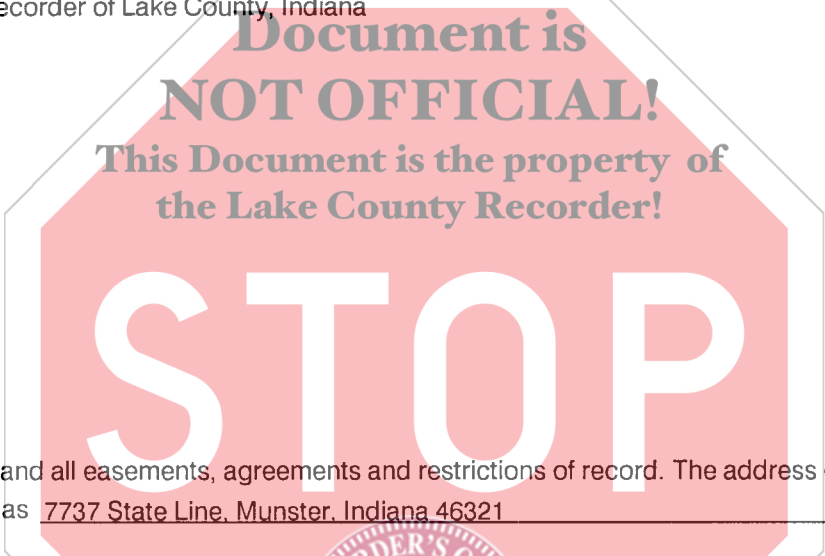 ecorder of Lake County, Indiana
Document is
NOT OFFICIAL!
This Document is the property of
the Lake County Recorder!
STOP
and all easements, agreements and restrictions of record. The address
as 7737 State Line, Munster, Indiana 46321